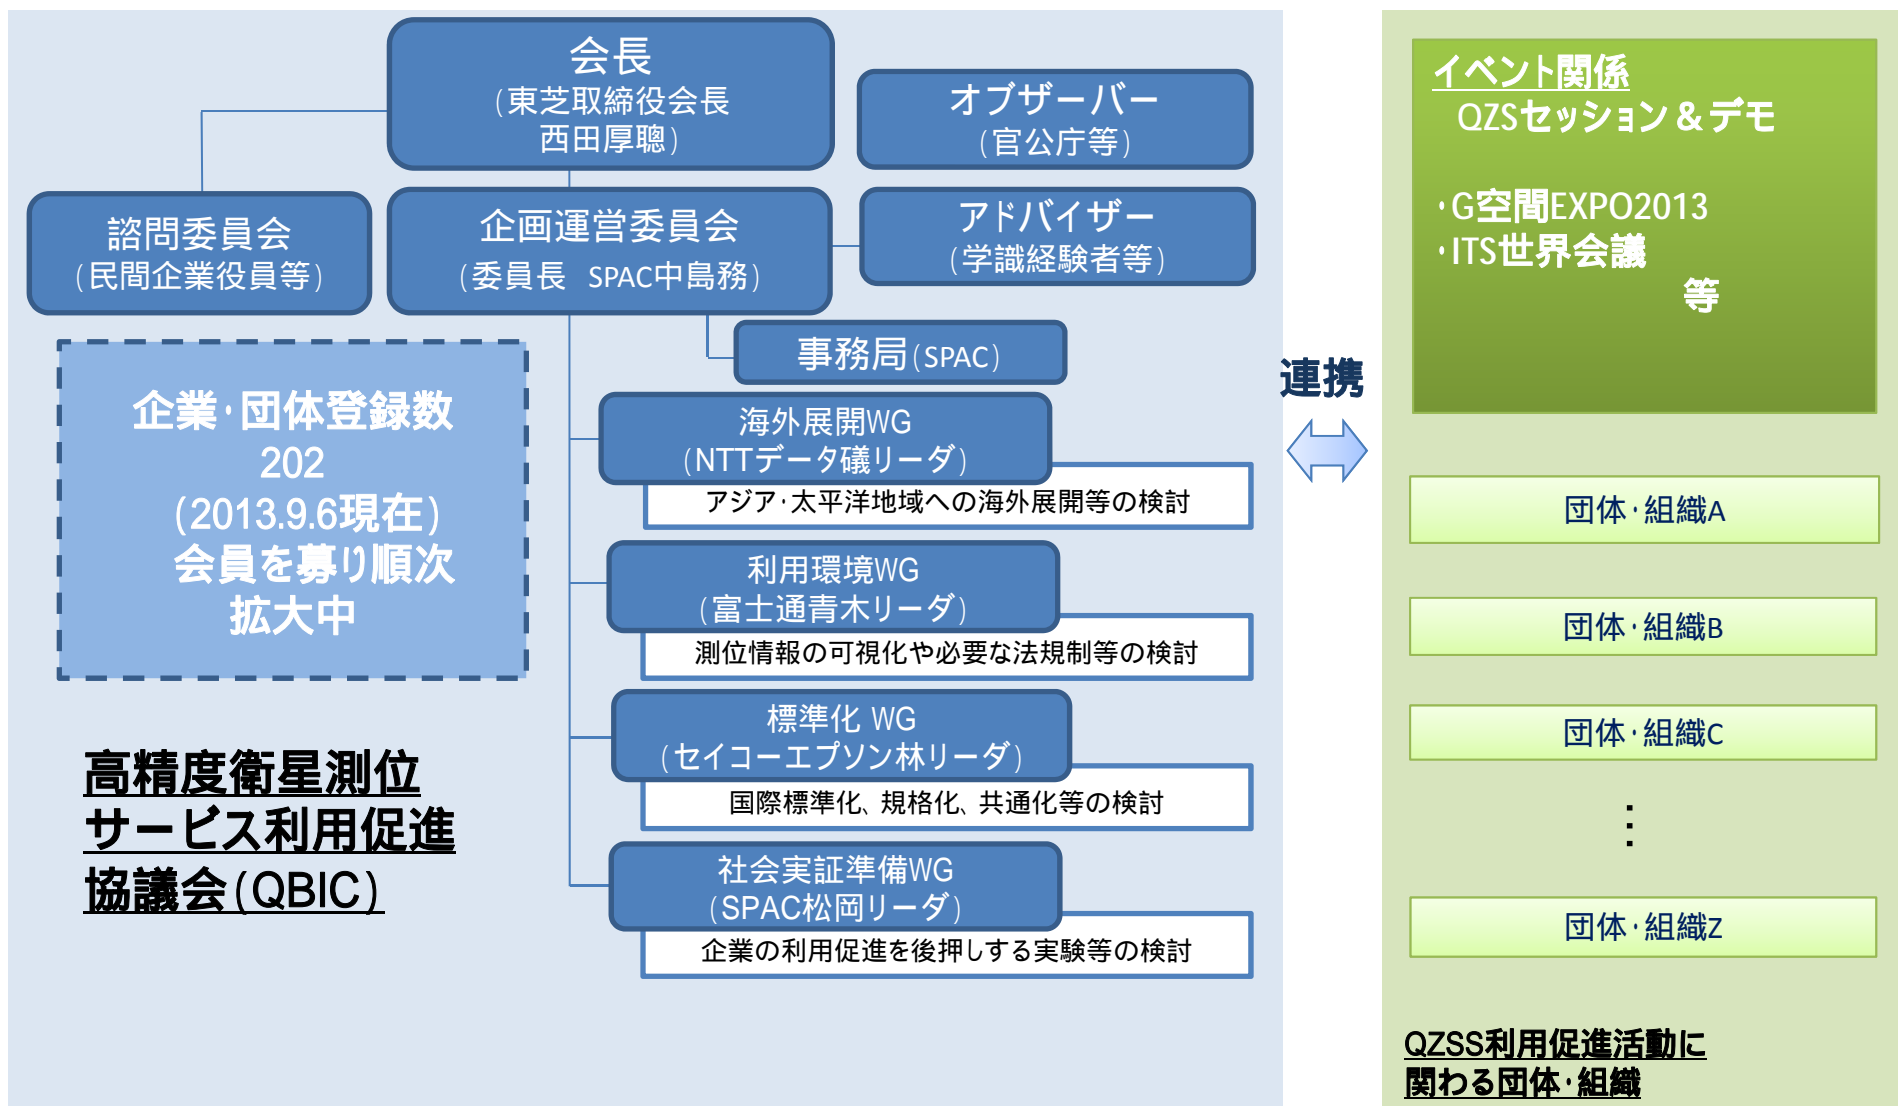 会長
(東芝取締役会長
西田厚聰)
オブザーバー
(官公庁等)
諮問委員会
(民間企業役員等)
企画運営委員会
(委員長 SPAC中島務)
アドバイザー
(学識経験者等)
事務局(SPAC)
企業・団体登録数
202
(2013.9.6現在)
会員を募り順次
拡大中
海外展開WG
(NTTデータ礒リーダ)
アジア・太平洋地域への海外展開等の検討
利用環境WG
(富士通青木リーダ)
測位情報の可視化や必要な法規制等の検討
標準化 WG
(セイコーエプソン林リーダ)
国際標準化、規格化、共通化等の検討
社会実証準備WG
(SPAC松岡リーダ)
企業の利用促進を後押しする実験等の検討
高精度衛星測位
サービス利用促進
協議会(QBIC)
連携
イベント関係
QZSセッション＆デモ
・G空間EXPO2013
・ITS世界会議
等
団体・組織A
団体・組織B
団体・組織C
⋮
団体・組織Z
QZSS利用促進活動に
関わる団体・組織